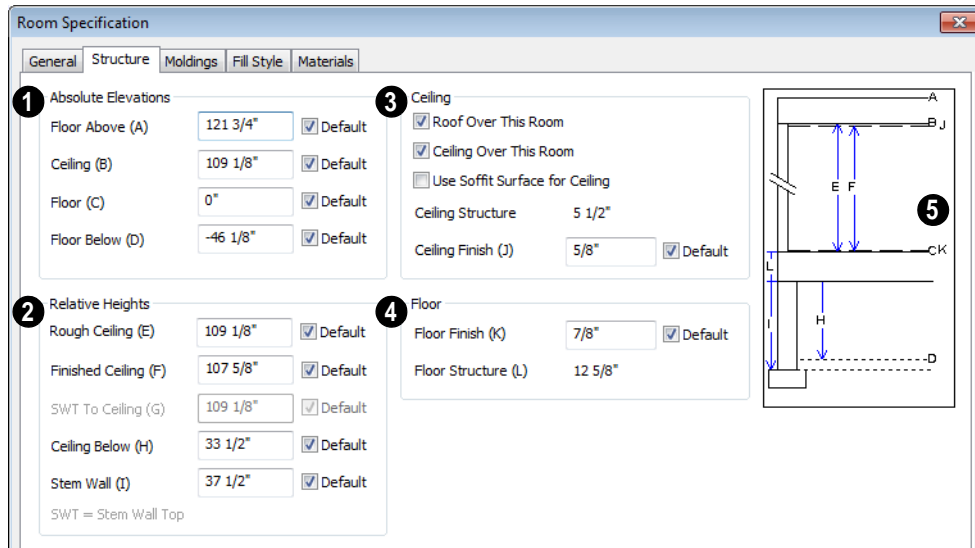 Room Specification
General Structure Moldings Fill Style Materials
1 Absolute Elevations
Floor Above (A) 121 3/4" Default
Ceiling (B) 109 1/8" Default
Floor (C) 0" Default
Floor Below (D) -46 1/8" Default
2 Relative Heights
Rough Ceiling (E) 109 1/8" Default
Finished Ceiling (F) 107 5/8" Default
SWT To Ceiling (G) 109 1/8" Default
Ceiling Below (H) 33 1/2" Default
Stem Wall (I) 37 1/2" Default
SWT = Stem Wall Top
3 Ceiling
Roof Over This Room
Ceiling Over This Room
Use Soffit Surface for Ceiling
Ceiling Structure 5 1/2"
Ceiling Finish (J) 5/8" Default
4 Floor
Floor Finish (K) 7/8" Default
Floor Structure (L) 12 5/8"
A
B J
E F
5
C K
L
I
H
D